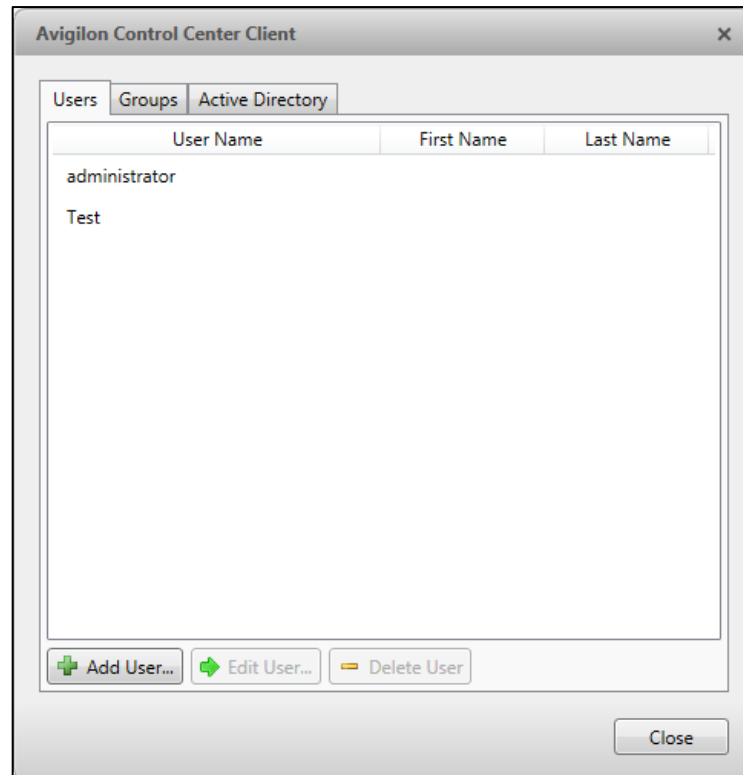 Avigilon Control Center Client
Users Groups Active Directory
User Name First Name Last Name
administrator
Test
Add User... Edit User... Delete User
Close